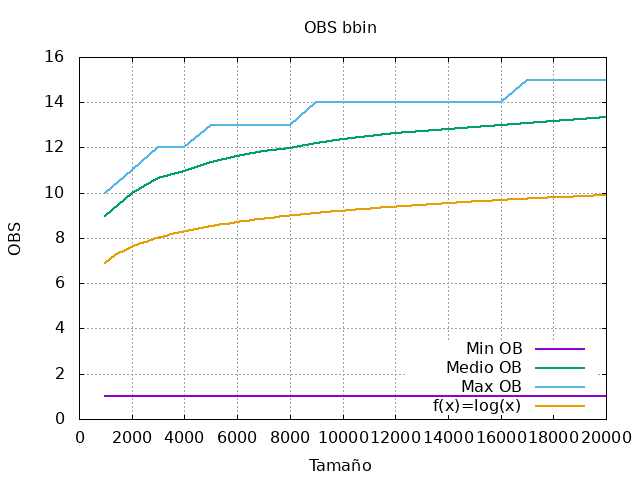 OBS bbin
16
14
12
10
8
6
4
2
0
OBS
Min OB
Medio OB
Max OB
f(x)=log(x)
0 2000 4000 6000 8000 10000 12000 14000 16000 18000 20000
Tamaño